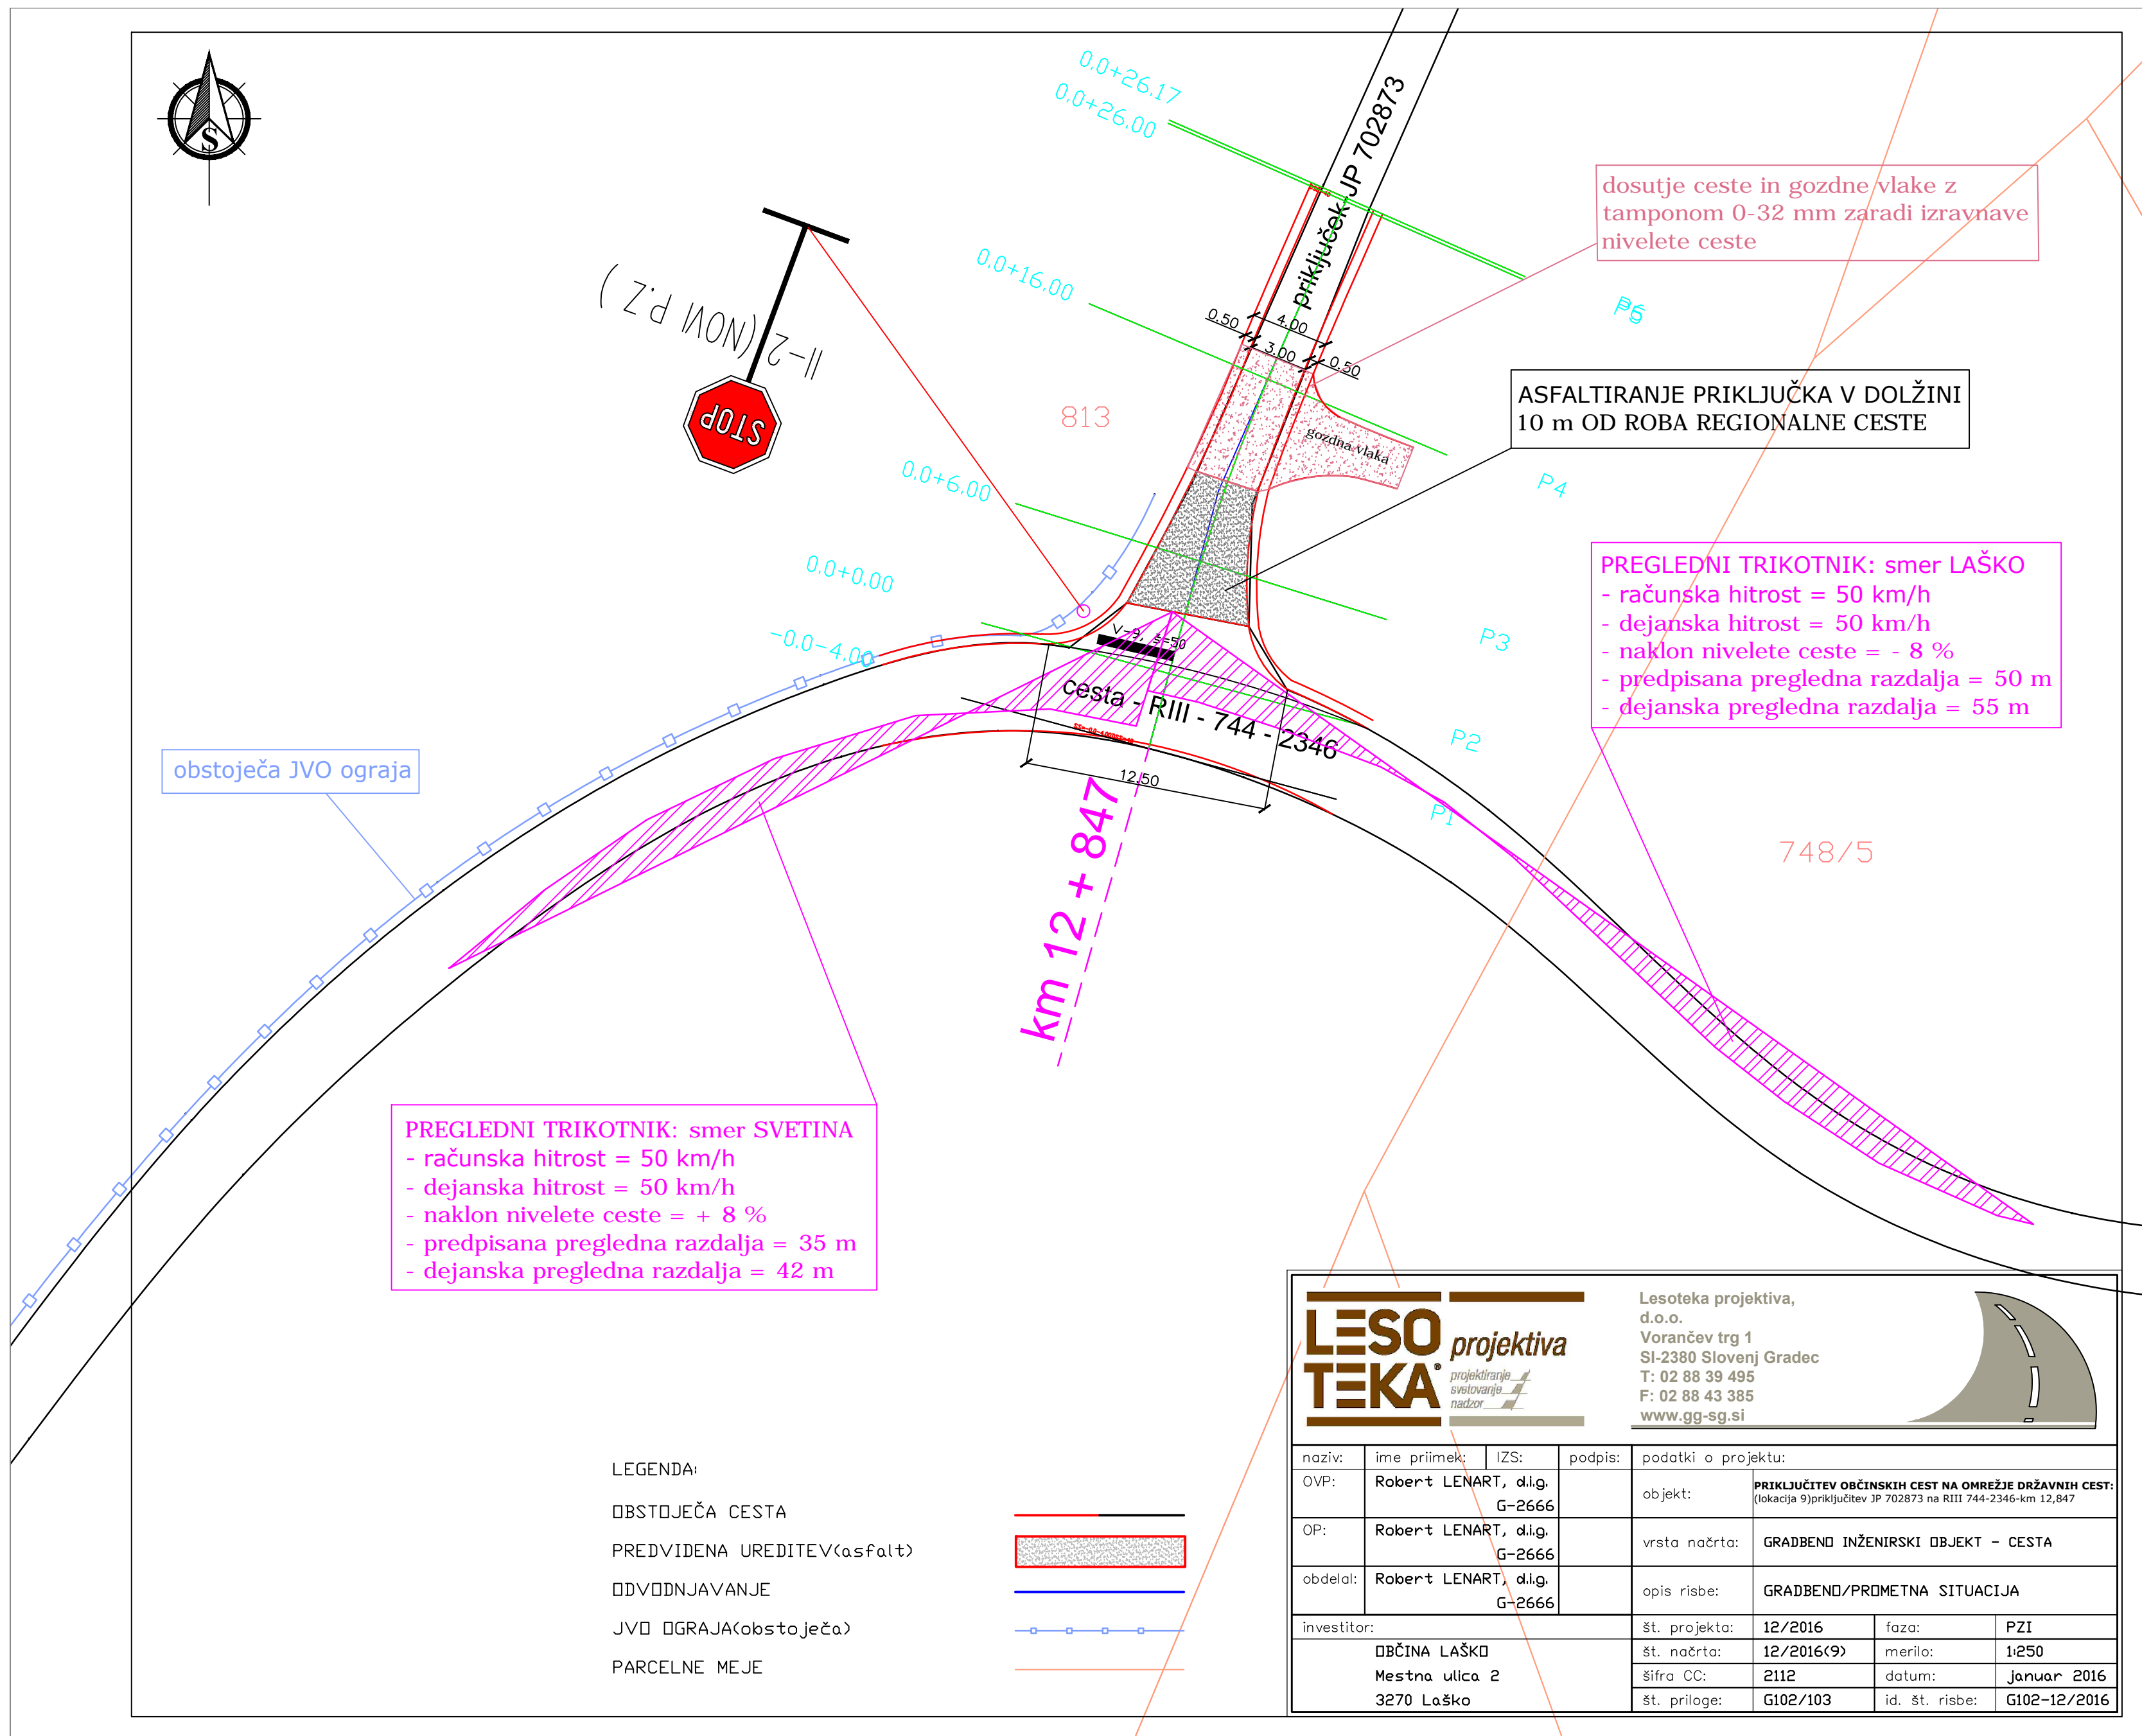 S
0.0+26.17
0.0+26.00
0.0+16.00
0.0+6.00
0.0+0.00
-0.0-4.00
priključek JP 702873
dosutje ceste in gozdne vlake z
tamponom 0-32 mm zaradi izravnave
nivelete ceste
II-2 (NOVI P.Z )
STOP
813
0.50
4.00
3.00
0.50
gozdna vlaka
ASFALTIRANJE PRIKLJUČKA V DOLŽINI
10 m OD ROBA REGIONALNE CESTE
P4
P3
P2
P1
PREGLEDNI TRIKOTNIK: smer LAŠKO
- računska hitrost = 50 km/h
- dejanska hitrost = 50 km/h
- naklon nivelete ceste = - 8 %
- predpisana pregledna razdalja = 50 m
- dejanska pregledna razdalja = 55 m
V-9, š=50
cesta - RIII - 744 - 2346
12.50
km 12 + 847
obstoječa JVO ograja
748/5
PREGLEDNI TRIKOTNIK: smer SVETINA
- računska hitrost = 50 km/h
- dejanska hitrost = 50 km/h
- naklon nivelete ceste = + 8 %
- predpisana pregledna razdalja = 35 m
- dejanska pregledna razdalja = 42 m
LEGENDA:
OBSTOJEČA CESTA
PREDVIDENA UREDITEV(asfalt)
ODVODNJAVANJE
JVO OGRAJA(obstoječa)
PARCELNE MEJE
LESO
TEKA®
projektiva
projektiranje
svetovanje
nadzor
Lesoteka projektiva,
d.o.o.
Vorančev trg 1
SI-2380 Slovenj Gradec
T: 02 88 39 495
F: 02 88 43 385
www.gg-sg.si
naziv: ime priimek: IZS: podpis: podatki o projektu:
OVP: Robert LENART, d.i.g.
G-2666
objekt: PRIKLJUČITEV OBČINSKIH CEST NA OMREŽJE DRŽAVNIH CEST:
(lokacija 9)priključitev JP 702873 na RIII 744-2346-km 12,847
OP: Robert LENART, d.i.g.
G-2666
vrsta načrta: GRADBENO INŽENIRSKI OBJEKT - CESTA
obdelal: Robert LENART, d.i.g.
G-2666
opis risbe: GRADBENO/PROMETNA SITUACIJA
investitor:
OBČINA LAŠKO
Mestna ulica 2
3270 Laško
št. projekta: 12/2016 faza: PZI
št. načrta: 12/2016(9) merilo: 1:250
šifra CC: 2112 datum: januar 2016
št. priloge: G102/103 id. št. risbe: G102-12/2016